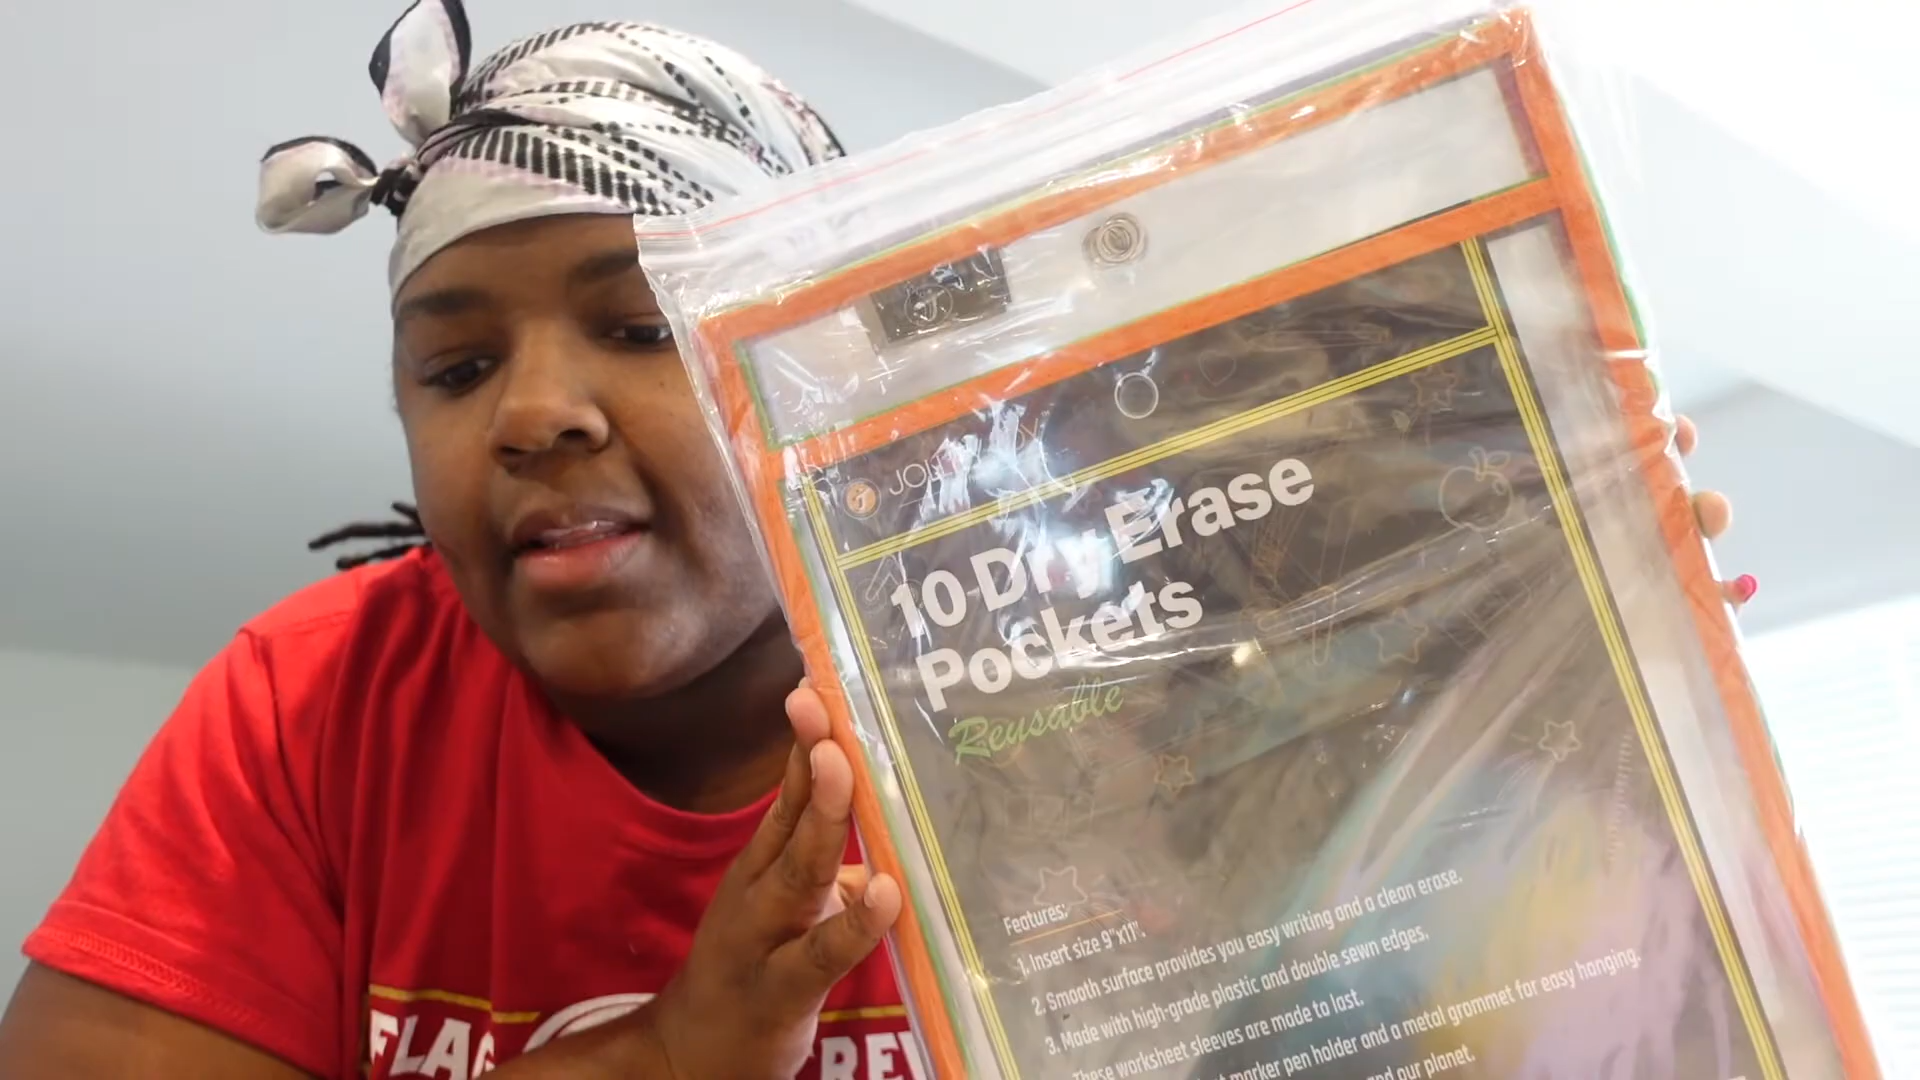 10 Dry Erase
Pockets
Reusable
Features:
1. Insert size 9"x11".
2. Smooth surface provides you easy writing and a clean erase.
3. Made with high-grade plastic and double sewn edges.
These worksheet sleeves are made to last.
marker pen holder and a metal grommet for easy hanging.
and our planet.
FLAG